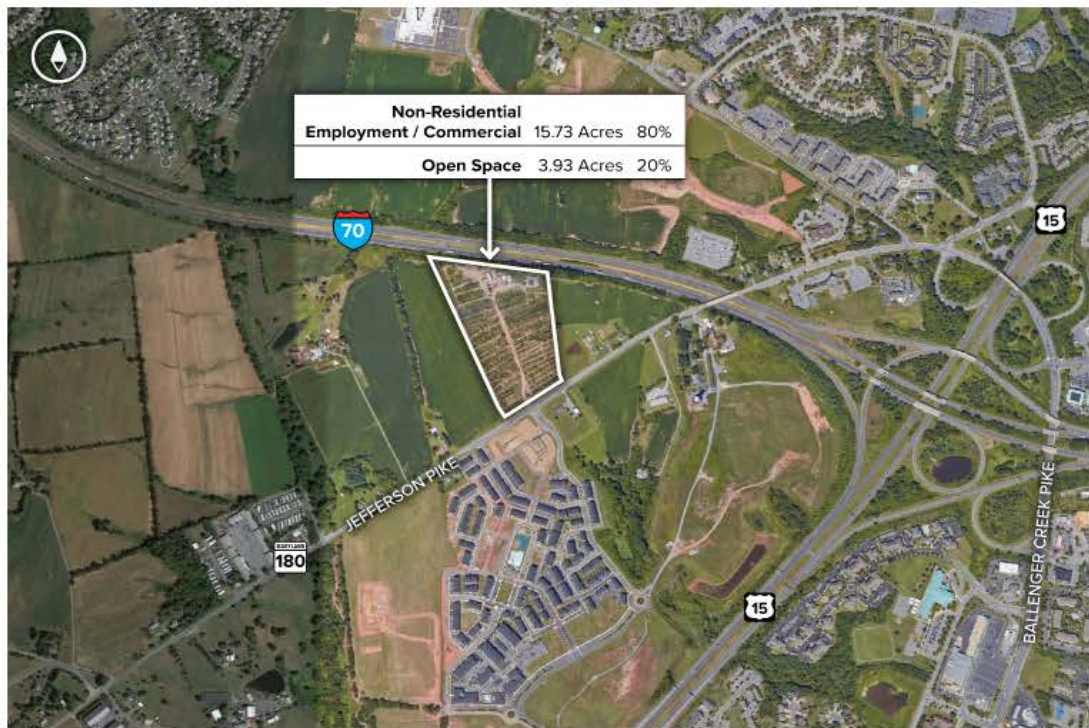 Non-Residential
Employment / Commercial 15.73 Acres 80%
Open Space 3.93 Acres 20%
70
15
JEFFERSON PIKE
MARYLAND
180
15
BALLENGER CREEK PIKE